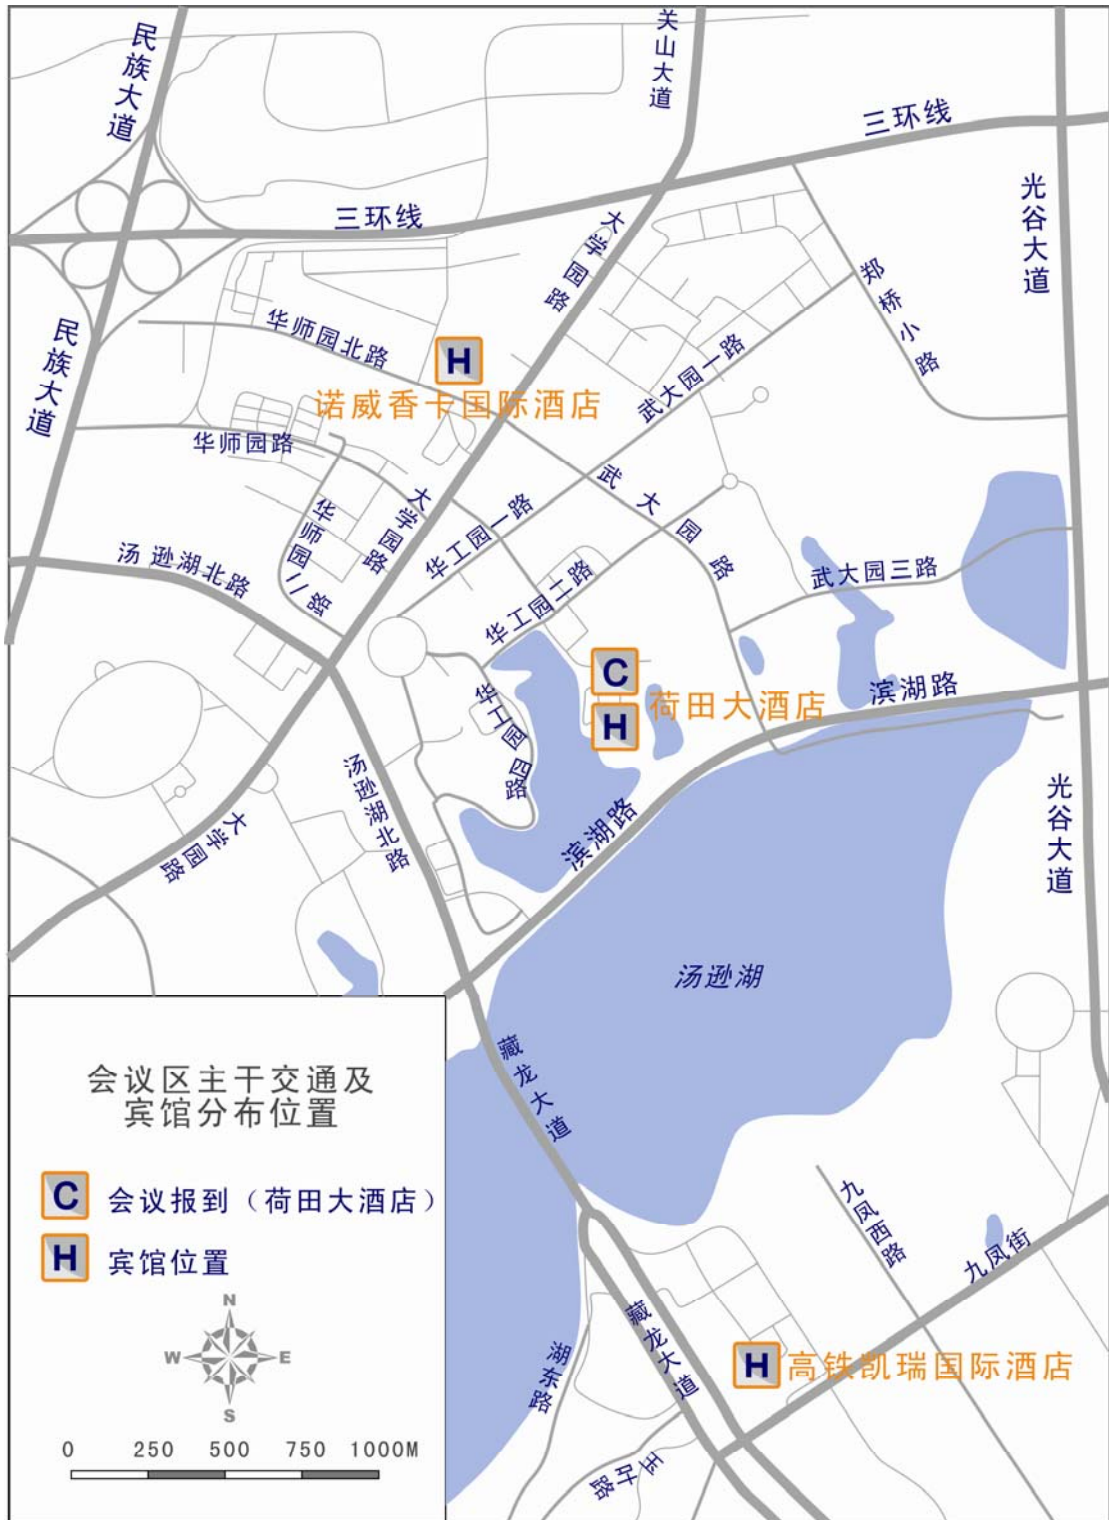 关山大道
民族大道
三环线
光谷大道
三环线
大学园路
郑桥小路
华师园北路
民族大道
H
诺威香卡国际酒店
武大园一路
华师园路
武大园路
大学园路
华工园一路
华师园二路
汤逊湖北路
武大园三路
华工园二路
C
荷田大酒店
H
滨湖路
华工园四路
汤逊湖北路
光谷大道
滨湖路
大学园路
汤逊湖
藏龙大道
会议区主干交通及
宾馆分布位置
C 会议报到（荷田大酒店）
H 宾馆位置
N
W E
S
0 250 500 750 1000M
九凤西路
九凤街
藏龙大道
湖东路
H 高铁凯瑞国际酒店